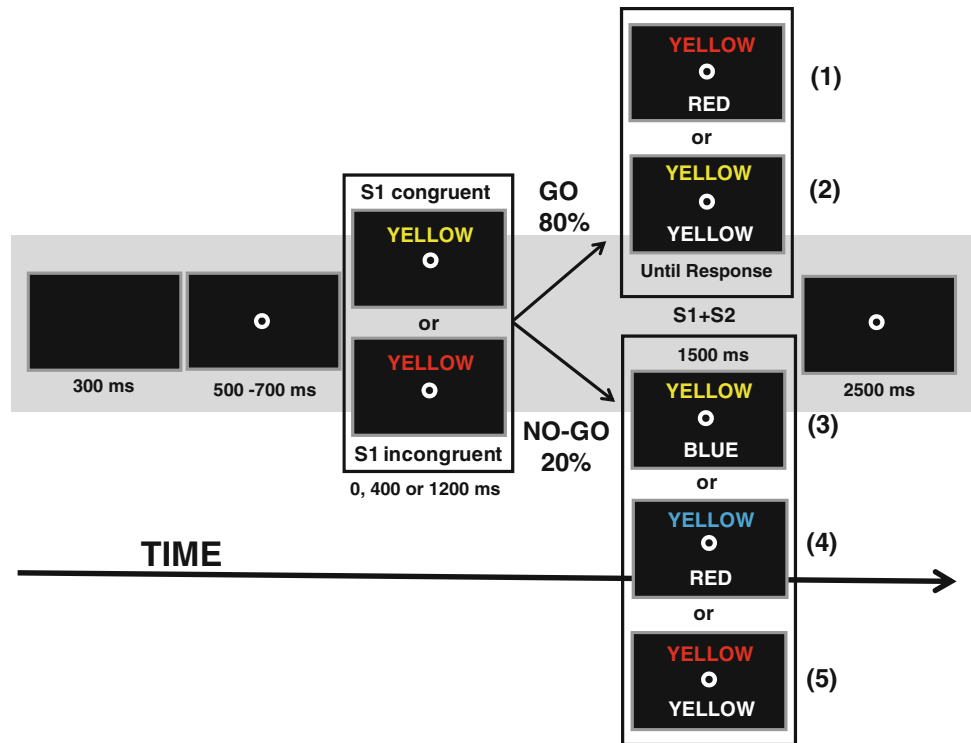 YELLOW
RED
(1)
or
YELLOW
YELLOW
(2)
Until Response
GO
80%
S1 congruent
YELLOW
or
YELLOW
S1 incongruent
0, 400 or 1200 ms
300 ms
500 -700 ms
S1+S2
2500 ms
NO-GO
20%
1500 ms
YELLOW
BLUE
(3)
or
YELLOW
RED
(4)
or
YELLOW
YELLOW
(5)
TIME